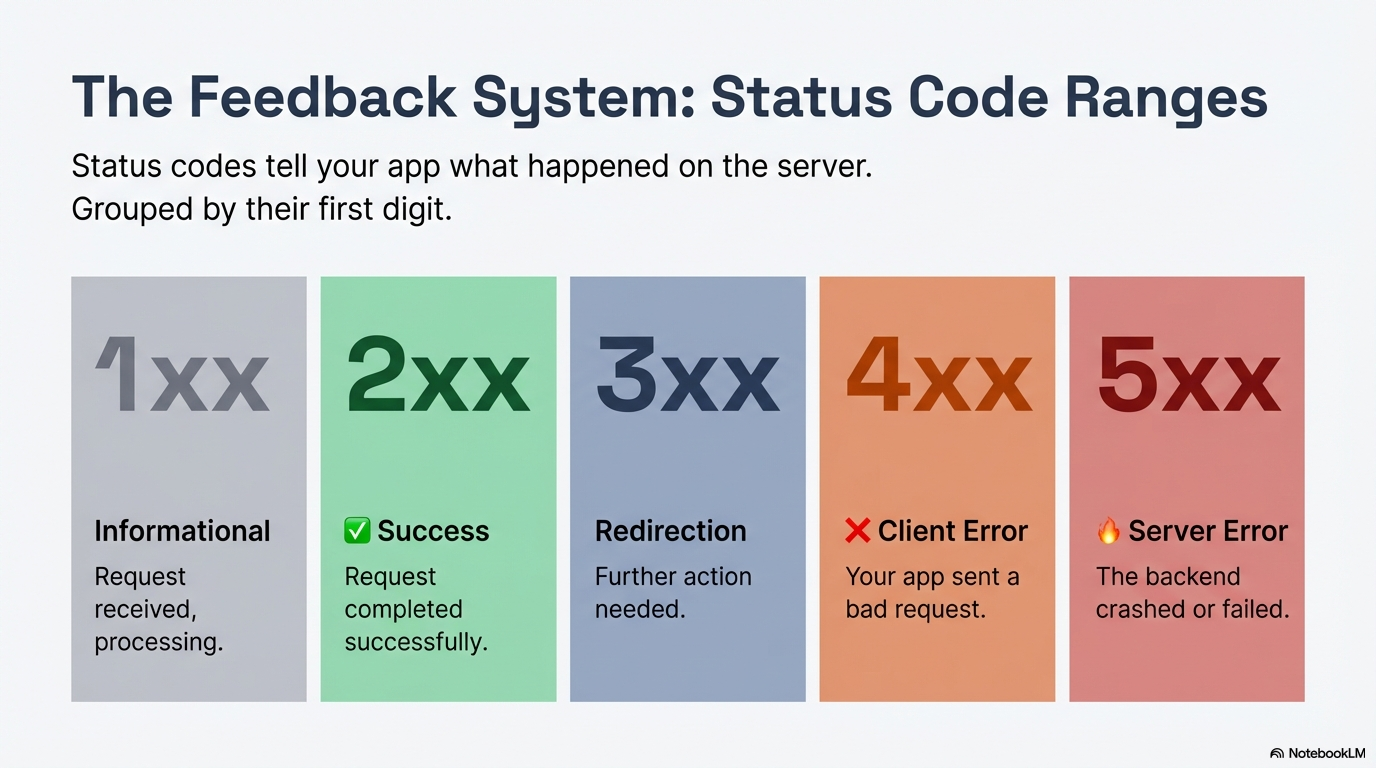 The Feedback System: Status Code Ranges
Status codes tell your app what happened on the server.
Grouped by their first digit.
1xx
Informational
Request
received,
processing.
2xx
✅ Success
Request
completed
successfully.
3xx
Redirection
Further action
needed.
4xx
❌ Client Error
Your app sent a
bad request.
5xx
🔥 Server Error
The backend
crashed or failed.
NotebookLM